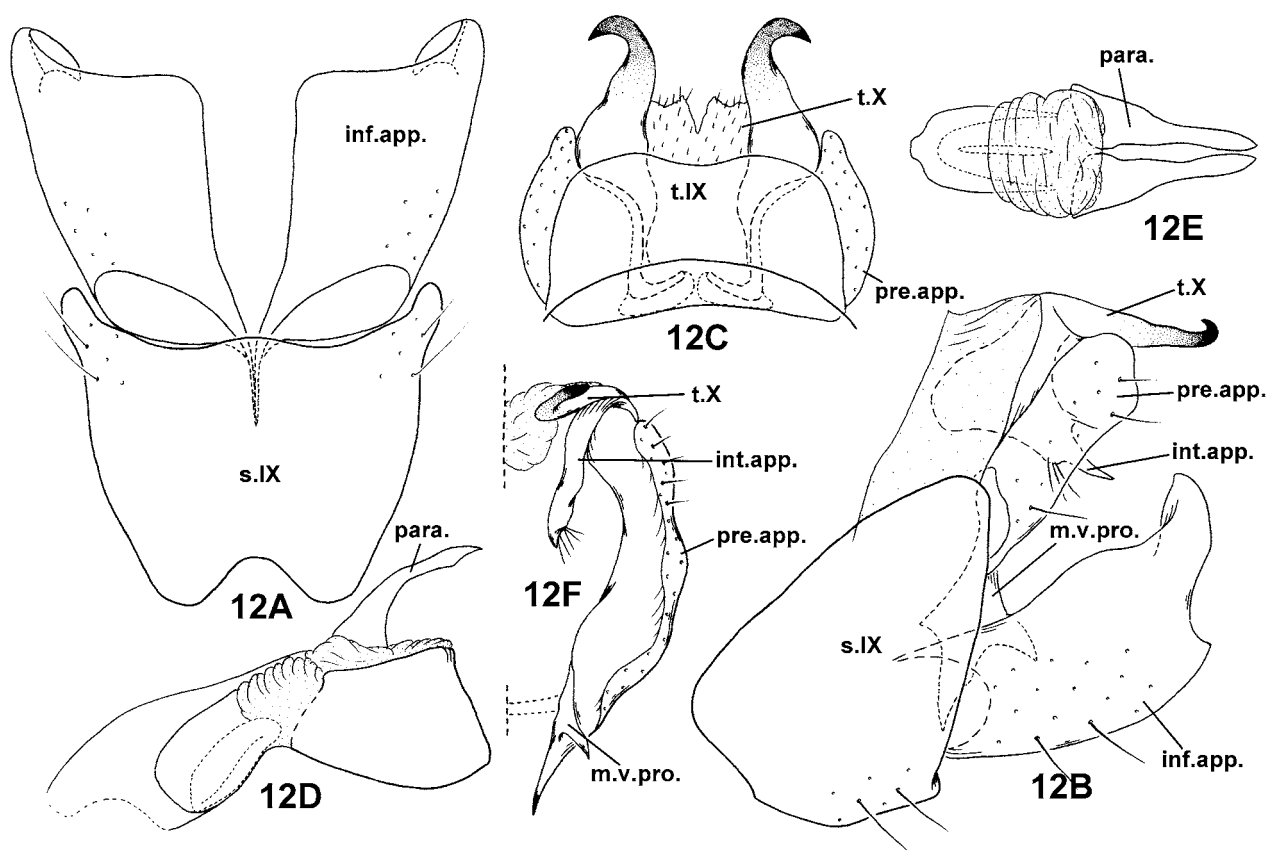 inf.app.
s.IX
12A
t.X
t.IX
pre.app.
12C
para.
12E
t.X
pre.app.
int.app.
m.v.pro.
s.IX
inf.app.
12B
t.X
int.app.
pre.app.
12F
m.v.pro.
para.
12D